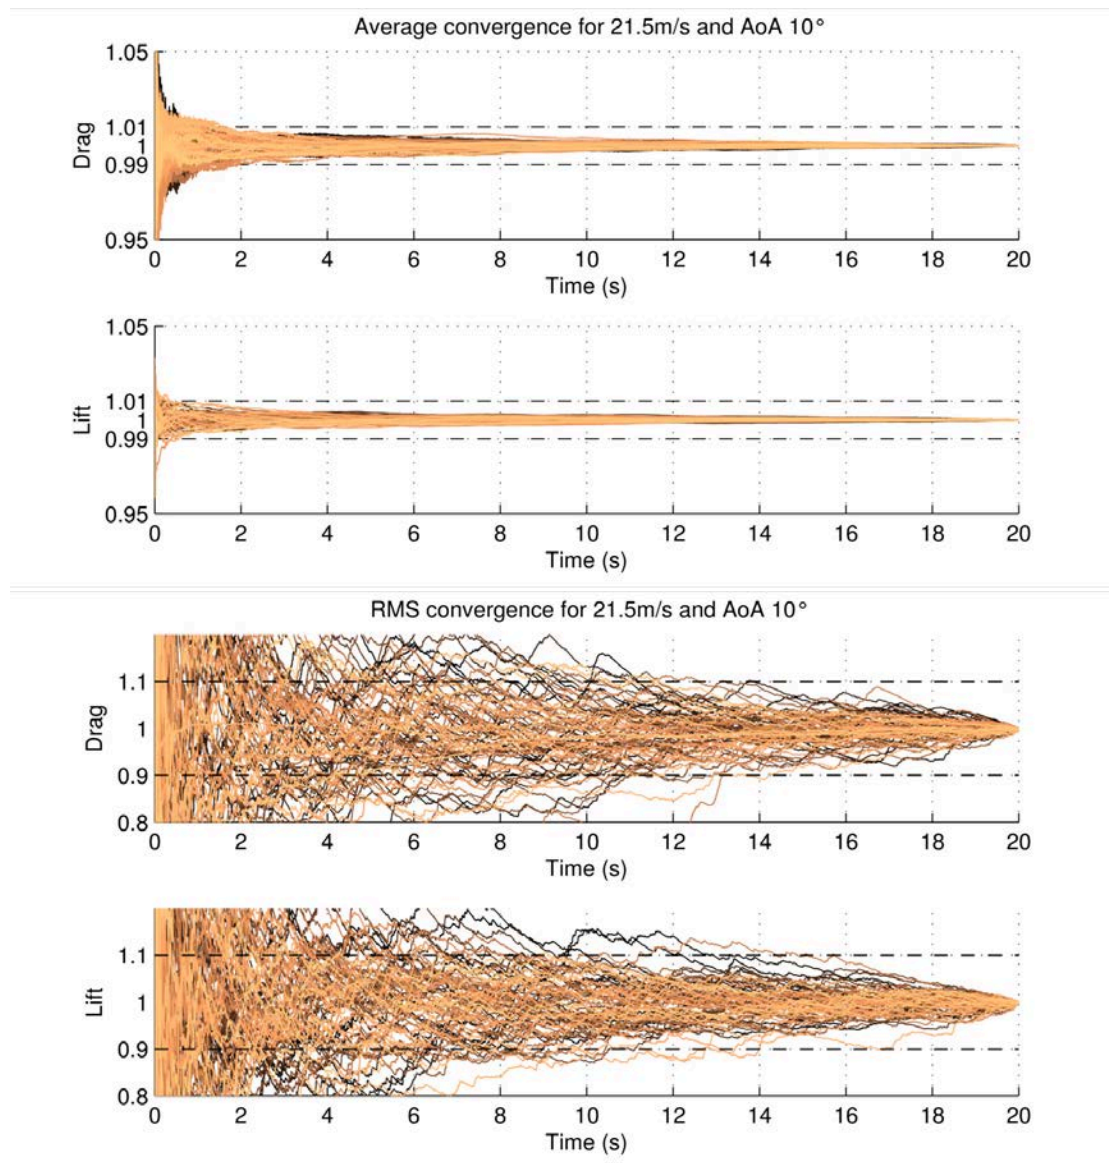 Average convergence for 21.5m/s and AoA 10°
1.05
1.01
1
0.99
0.95
Drag
0 2 4 6 8 10 12 14 16 18 20
Time (s)
1.05
1.01
1
0.99
0.95
Lift
0 2 4 6 8 10 12 14 16 18 20
Time (s)
RMS convergence for 21.5m/s and AoA 10°
1.1
1
0.9
0.8
Drag
0 2 4 6 8 10 12 14 16 18 20
Time (s)
1.1
1
0.9
0.8
Lift
0 2 4 6 8 10 12 14 16 18 20
Time (s)